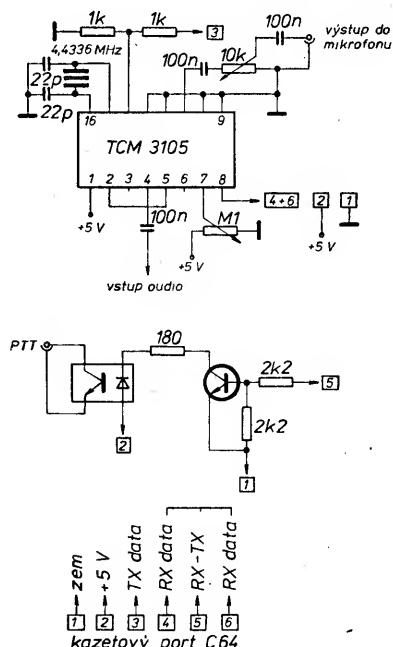 1k 1k 3
100n
výstup do
mikrofonu
4,4336 MHz
22p
22p
100n 10k
16 9
TCM 3105
1 2 3 4 5 6 7 8
+5 V
100n
M1
4+6 2 1
+5 V +5 V
vstup oudio
PTT
180
2k2 5
2k2
2
1
zem
+5 V
TX data
RX data
RX-TX
RX data
1 2 3 4 5 6
kazetový port C64